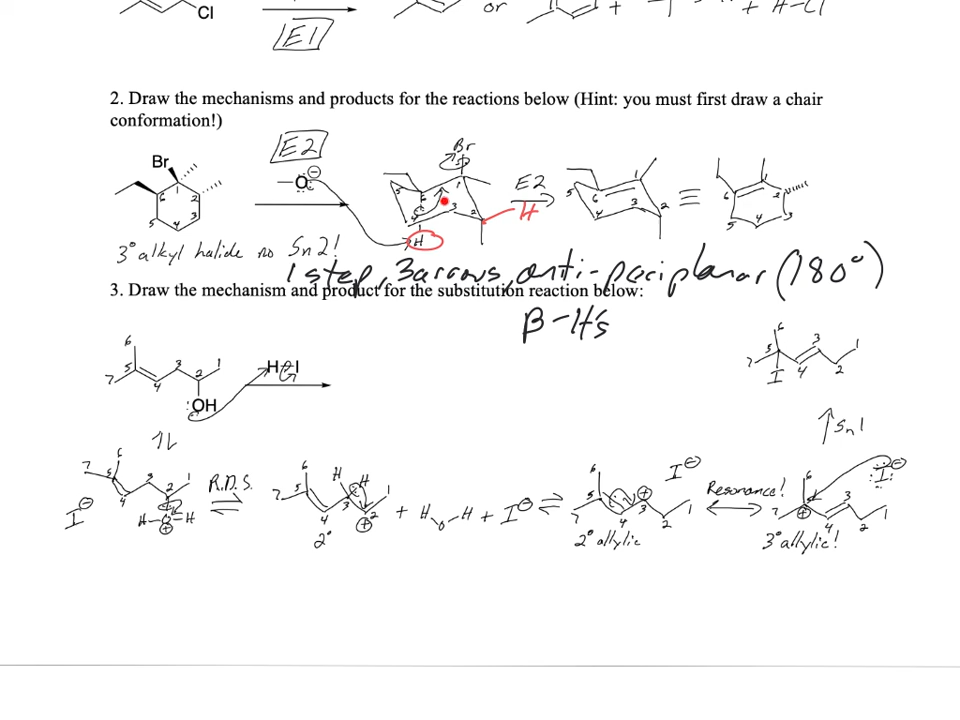 Cl
or + + H-Cl
E1
2. Draw the mechanisms and products for the reactions below (Hint: you must first draw a chair
conformation!)
E2
Br
Br
E2
H
H
3° alkyl halide no Sn2!
1 step, 3 arrows, anti-periplanar (180°)
3. Draw the mechanism and product for the substitution reaction below:
β-H's
:OH
I
↑Sn1
R.D.S.
I⊖
H-O-H
2°
+ H-O-H + I⊖
I⊖
2° allylic
Resonance!
3° allylic!
:I:⊖